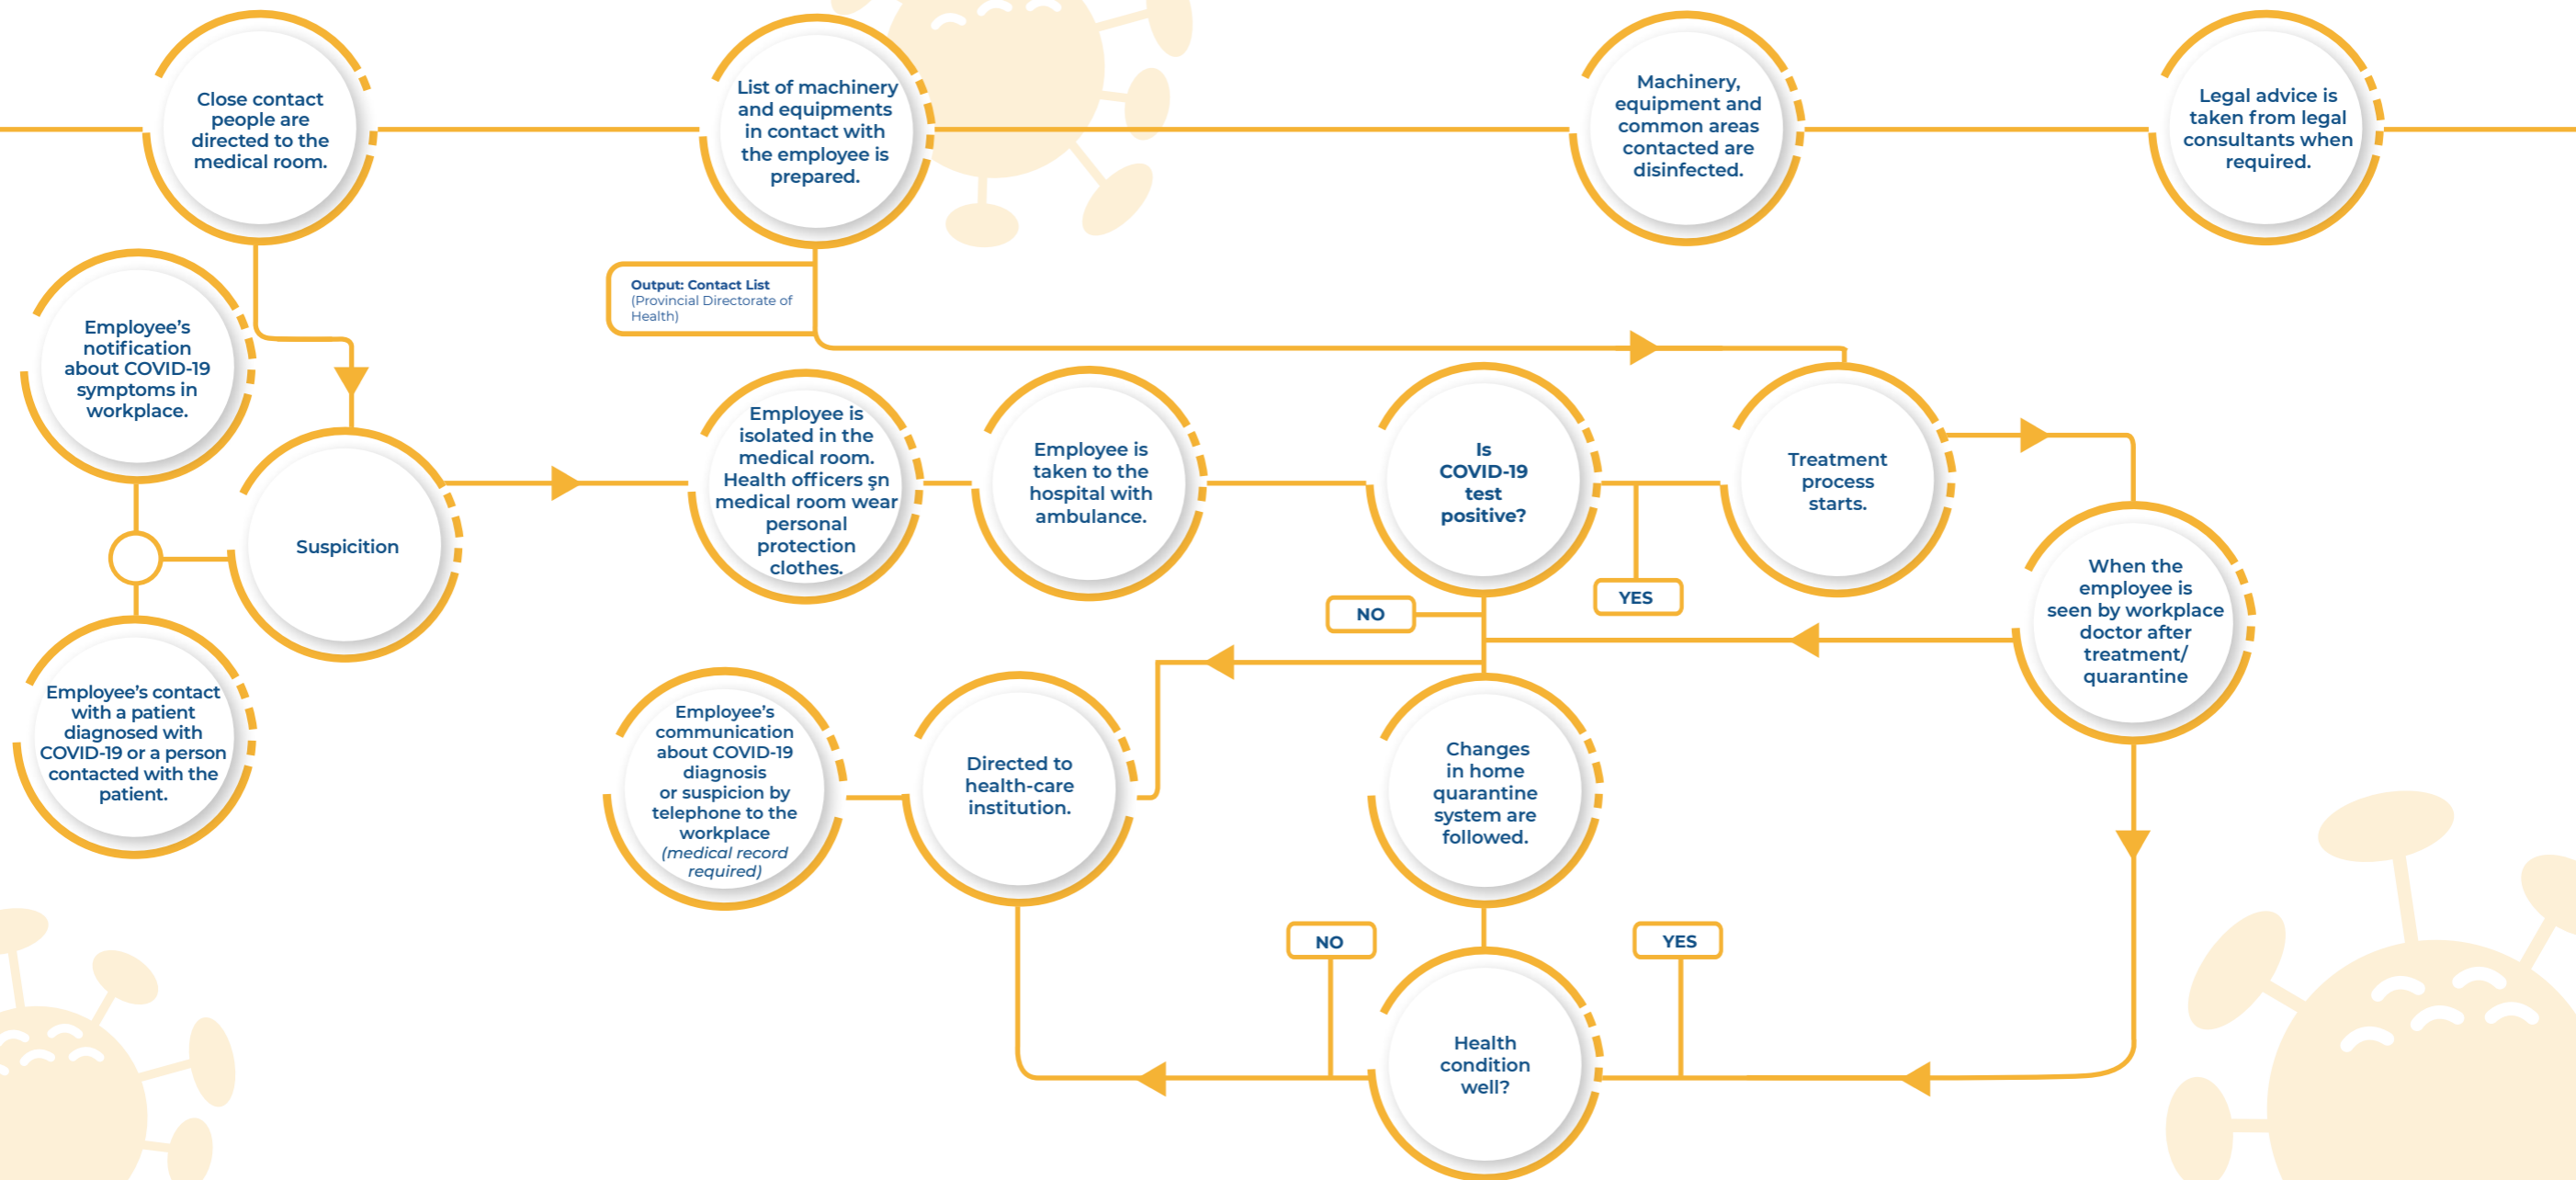 Close contact
people are
directed to the
medical room.
List of machinery
and equipments
in contact with
the employee is
prepared.
Machinery,
equipment and
common areas
contacted are
disinfected.
Legal advice is
taken from legal
consultants when
required.
Output: Contact List
(Provincial Directorate of
Health)
Employee’s
notification
about COVID-19
symptoms in
workplace.
Suspicition
Employee’s contact
with a patient
diagnosed with
COVID-19 or a person
contacted with the
patient.
Employee is
isolated in the
medical room.
Health officers şn
medical room wear
personal
protection
clothes.
Employee is
taken to the
hospital with
ambulance.
Is
COVID-19
test
positive?
YES
NO
Treatment
process
starts.
When the
employee is
seen by workplace
doctor after
treatment/
quarantine
Employee’s
communication
about COVID-19
diagnosis
or suspicion by
telephone to the
workplace
(medical record
required)
Directed to
health-care
institution.
Changes
in home
quarantine
system are
followed.
NO
YES
Health
condition
well?